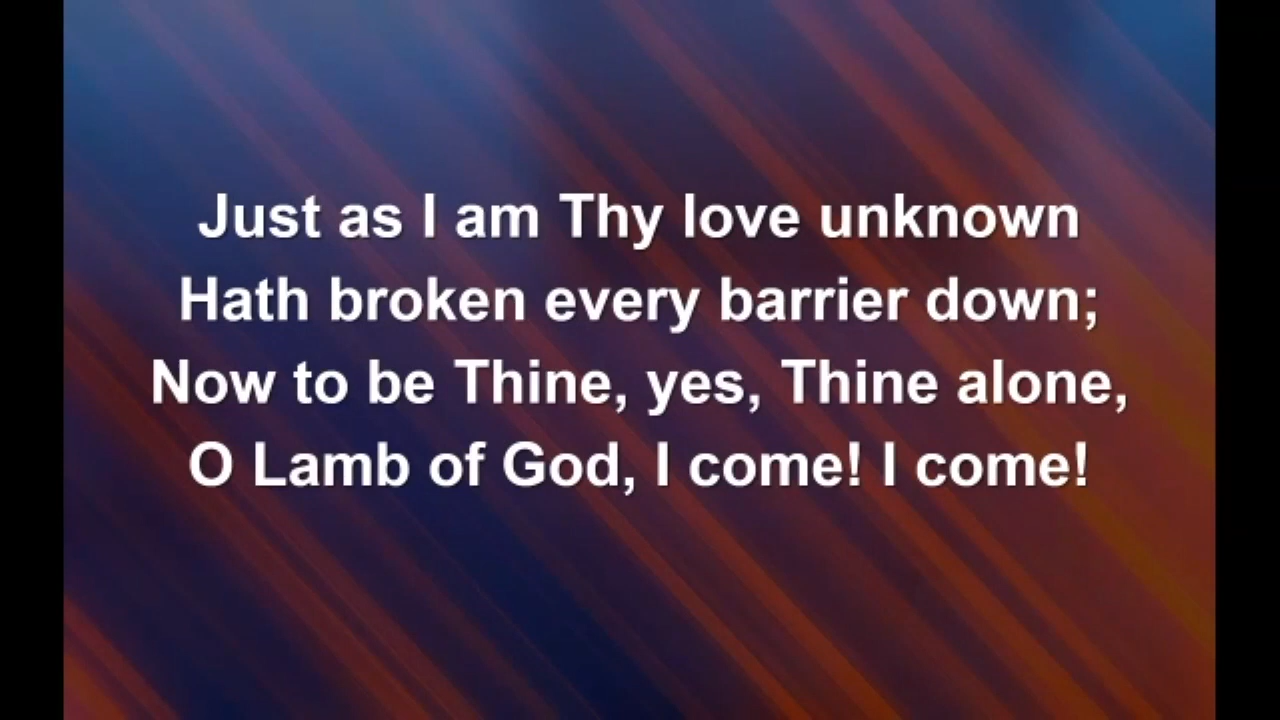 Just as I am Thy love unknown
Hath broken every barrier down;
Now to be Thine, yes, Thine alone,
O Lamb of God, I come! I come!